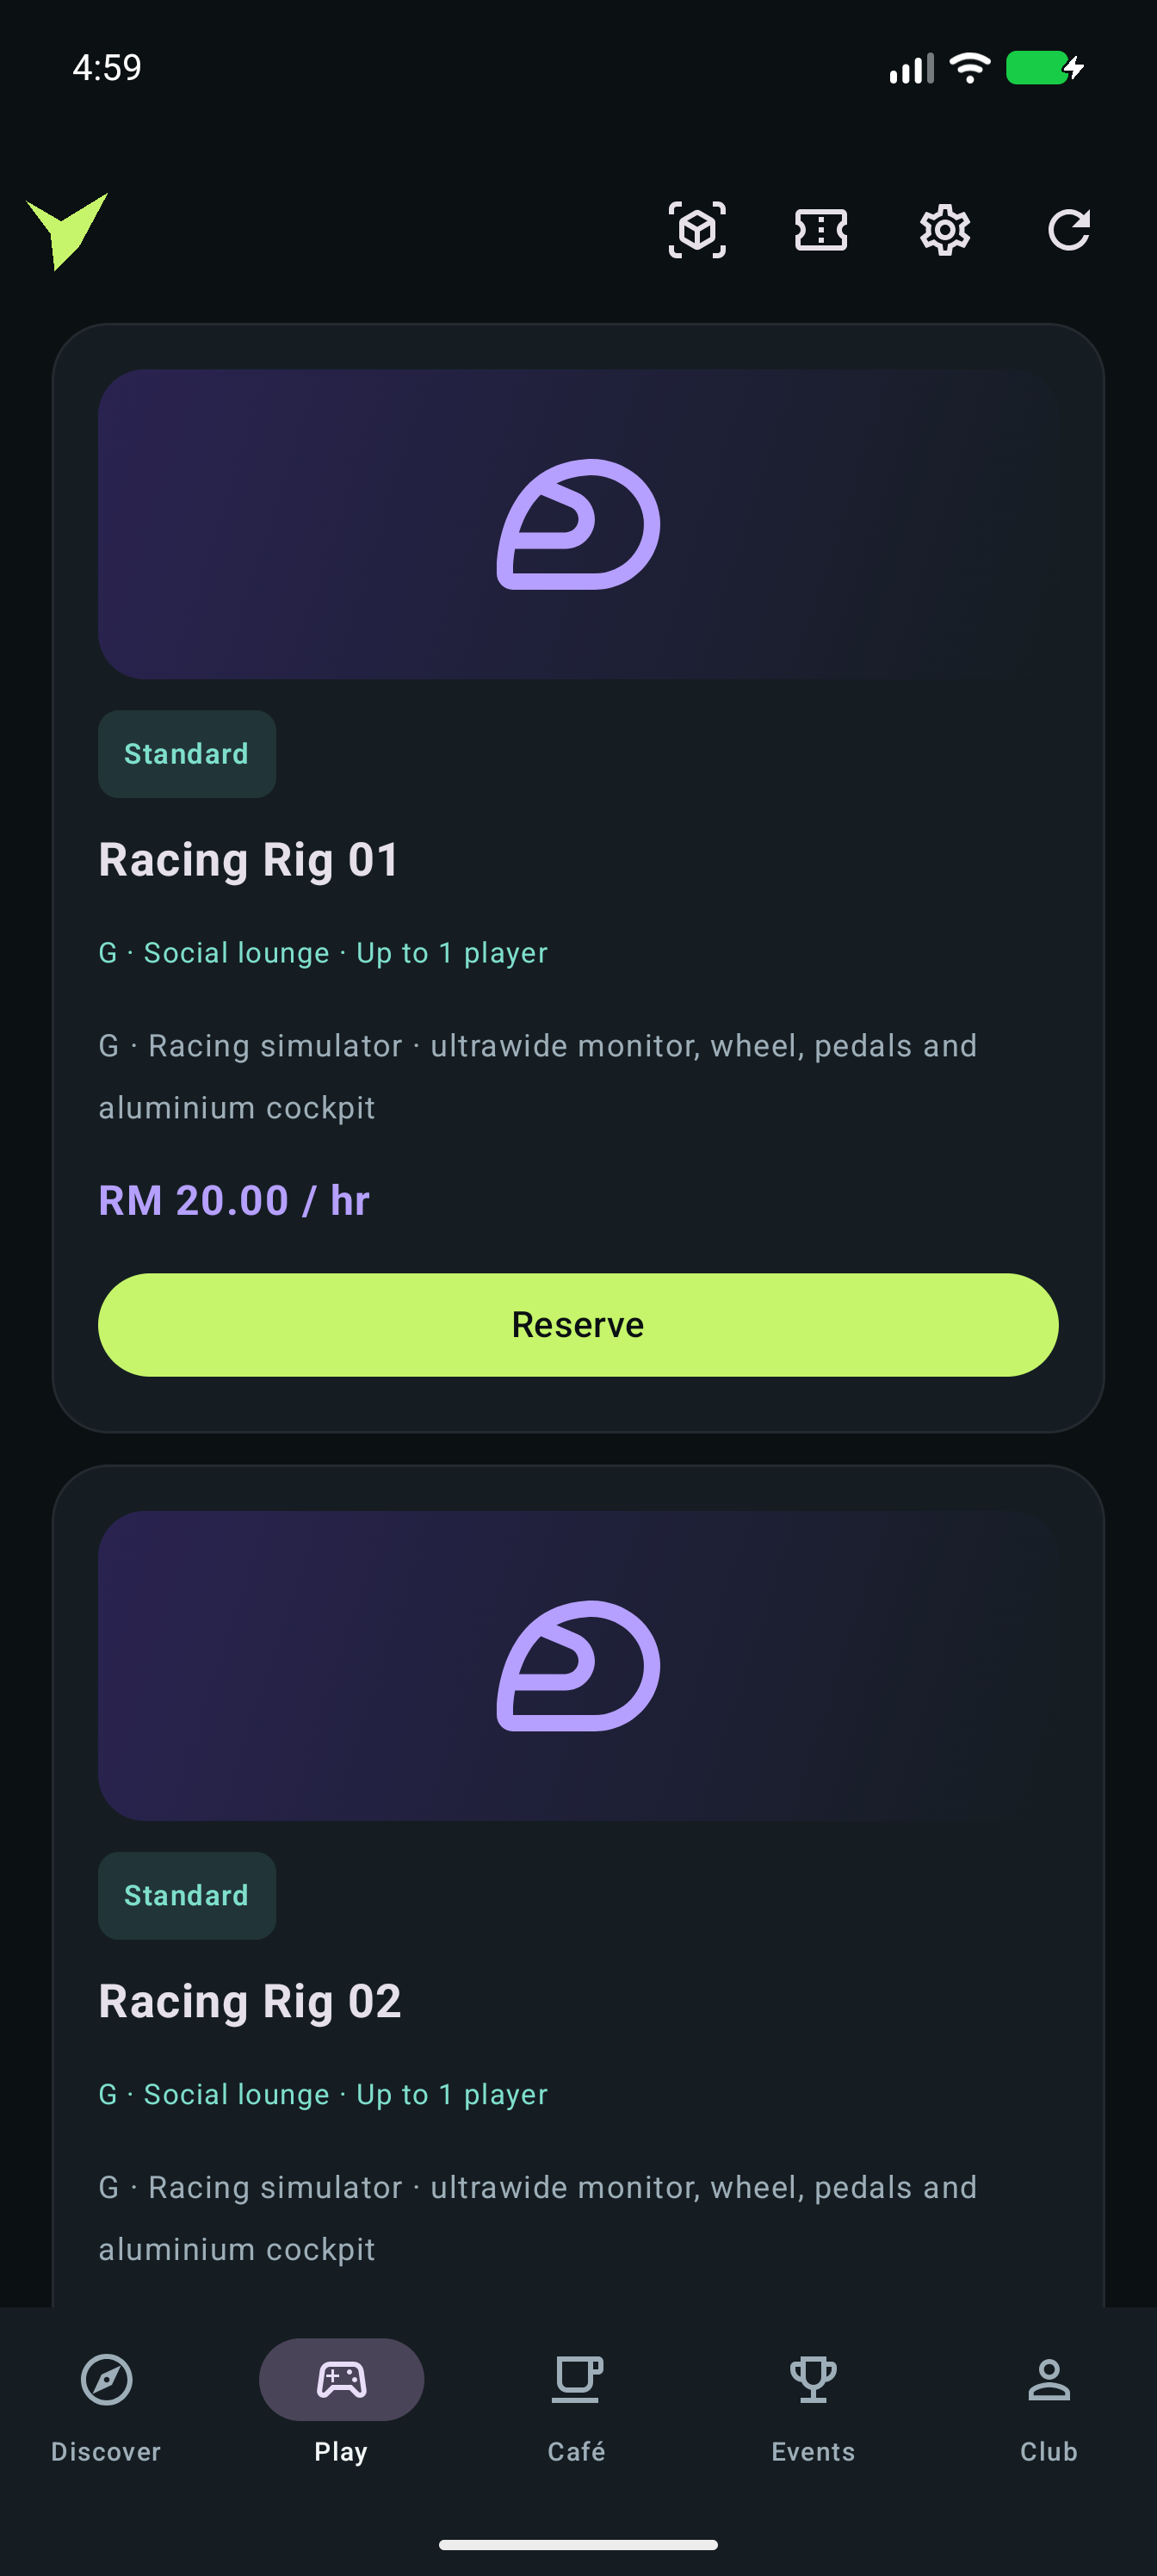 4:59
Standard
Racing Rig 01
G · Social lounge · Up to 1 player
G · Racing simulator · ultrawide monitor, wheel, pedals and
aluminium cockpit
RM 20.00 / hr
Reserve
Standard
Racing Rig 02
G · Social lounge · Up to 1 player
G · Racing simulator · ultrawide monitor, wheel, pedals and
aluminium cockpit
Discover
Play
Café
Events
Club